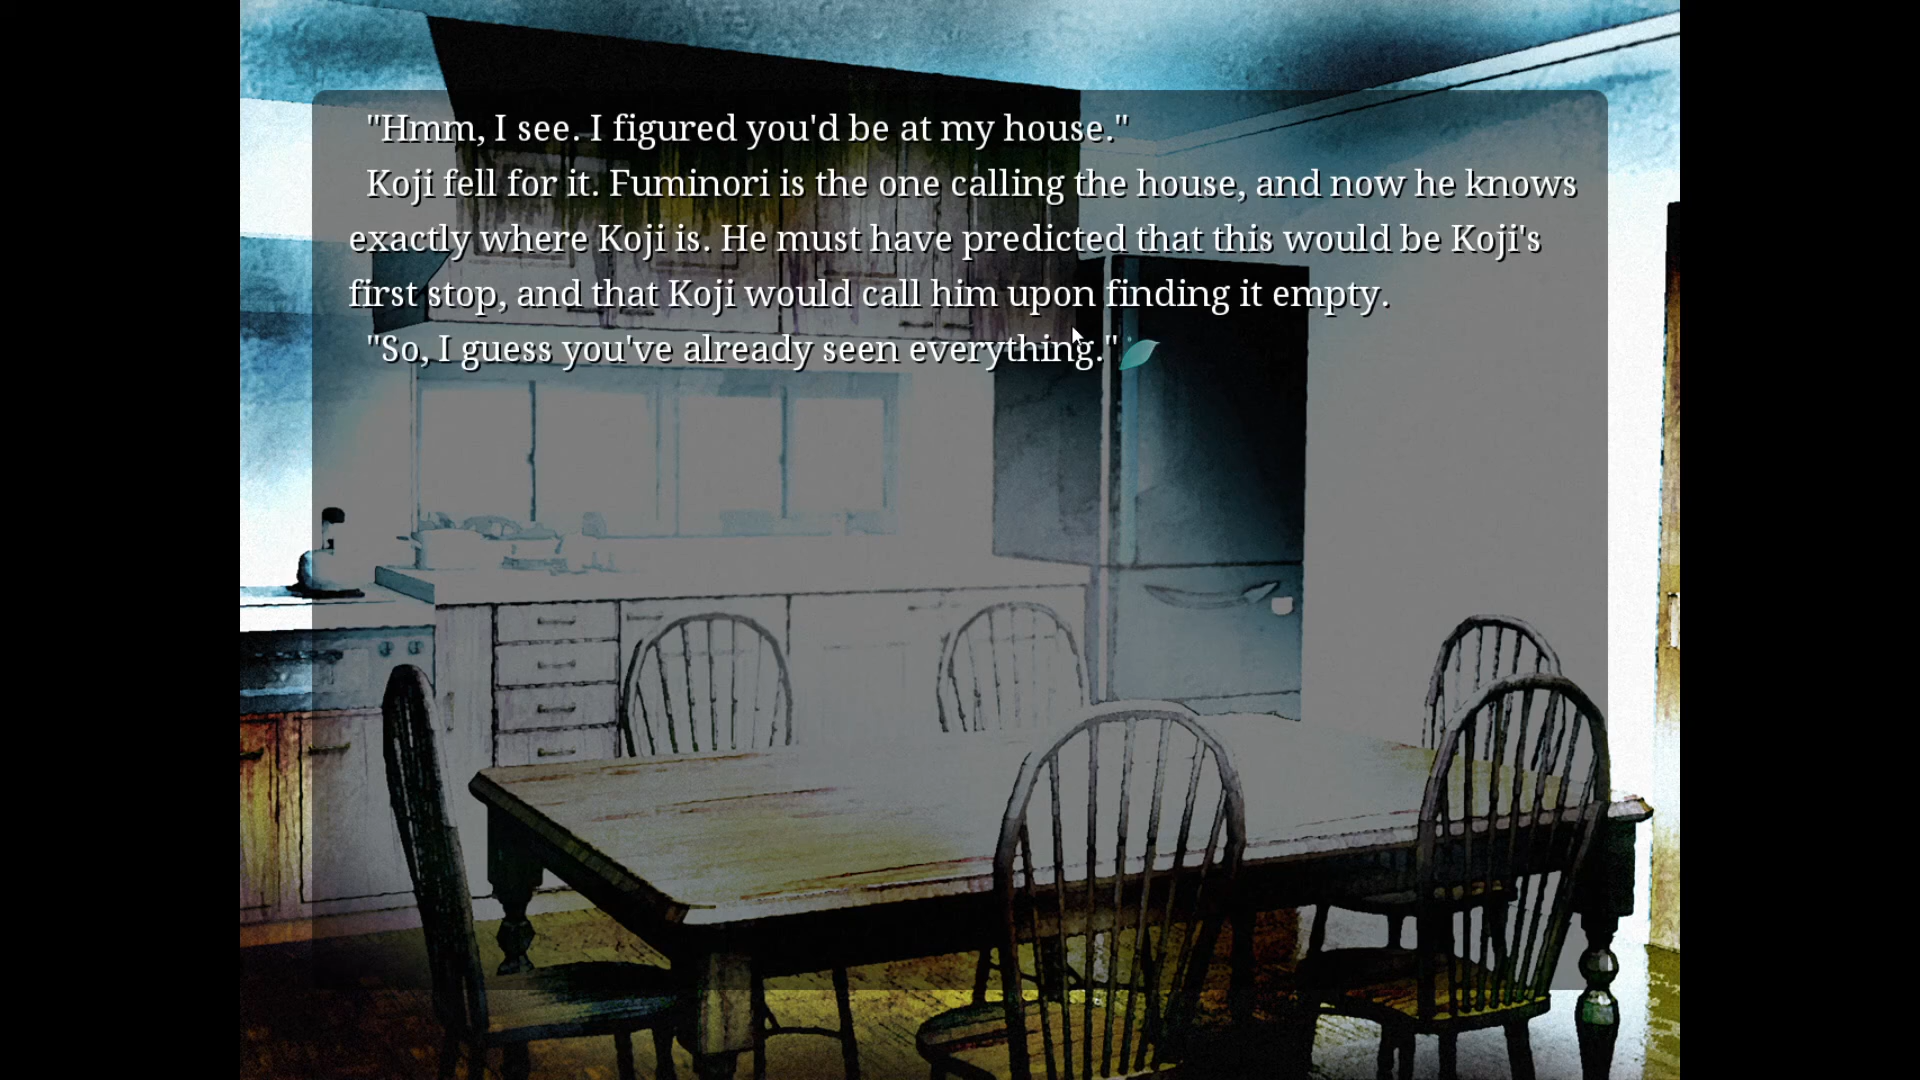 "Hmm, I see. I figured you'd be at my house."
Koji fell for it. Fuminori is the one calling the house, and now he knows
exactly where Koji is. He must have predicted that this would be Koji's
first stop, and that Koji would call him upon finding it empty.
"So, I guess you've already seen everything."